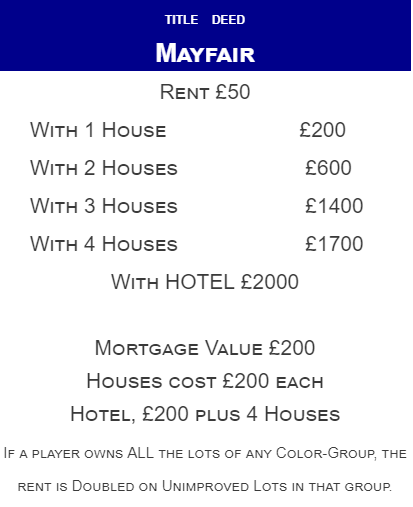 TITLE DEED
MAYFAIR
RENT £50
WITH 1 HOUSE £200
WITH 2 HOUSES £600
WITH 3 HOUSES £1400
WITH 4 HOUSES £1700
WITH HOTEL £2000
MORTGAGE VALUE £200
HOUSES COST £200 EACH
HOTEL, £200 PLUS 4 HOUSES
IF A PLAYER OWNS ALL THE LOTS OF ANY COLOR-GROUP, THE
RENT IS DOUBLED ON UNIMPROVED LOTS IN THAT GROUP.